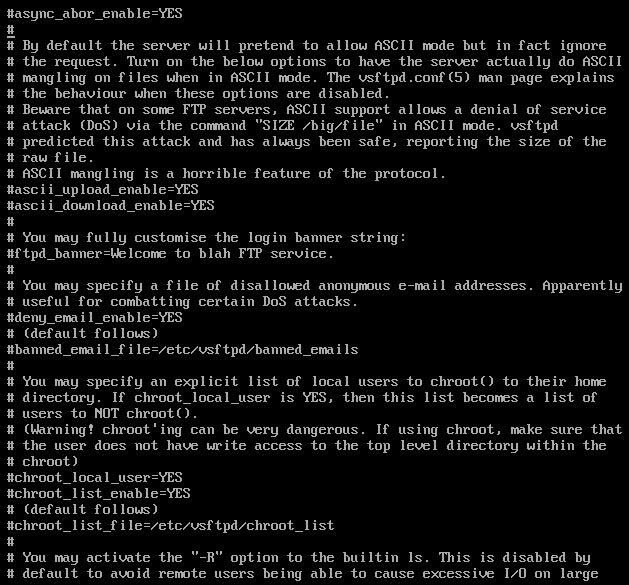 #async_abor_enable=YES
#
# By default the server will pretend to allow ASCII mode but in fact ignore
# the request. Turn on the below options to have the server actually do ASCII
# mangling on files when in ASCII mode. The vsftpd.conf(5) man page explains
# the behaviour when these options are disabled.
# Beware that on some FTP servers, ASCII support allows a denial of service
# attack (DoS) via the command "SIZE /big/file" in ASCII mode. vsftpd
# predicted this attack and has always been safe, reporting the size of the
# raw file.
# ASCII mangling is a horrible feature of the protocol.
#ascii_upload_enable=YES
#ascii_download_enable=YES
#
# You may fully customise the login banner string:
#ftpd_banner=Welcome to blah FTP service.
#
# You may specify a file of disallowed anonymous e-mail addresses. Apparently
# useful for combatting certain DoS attacks.
#deny_email_enable=YES
# (default follows)
#banned_email_file=/etc/vsftpd/banned_emails
#
# You may specify an explicit list of local users to chroot() to their home
# directory. If chroot_local_user is YES, then this list becomes a list of
# users to NOT chroot().
# (Warning! chroot'ing can be very dangerous. If using chroot, make sure that
# the user does not have write access to the top level directory within the
# chroot)
#chroot_local_user=YES
#chroot_list_enable=YES
# (default follows)
#chroot_list_file=/etc/vsftpd/chroot_list
#
# You may activate the "-R" option to the builtin ls. This is disabled by
# default to avoid remote users being able to cause excessive I/O on large